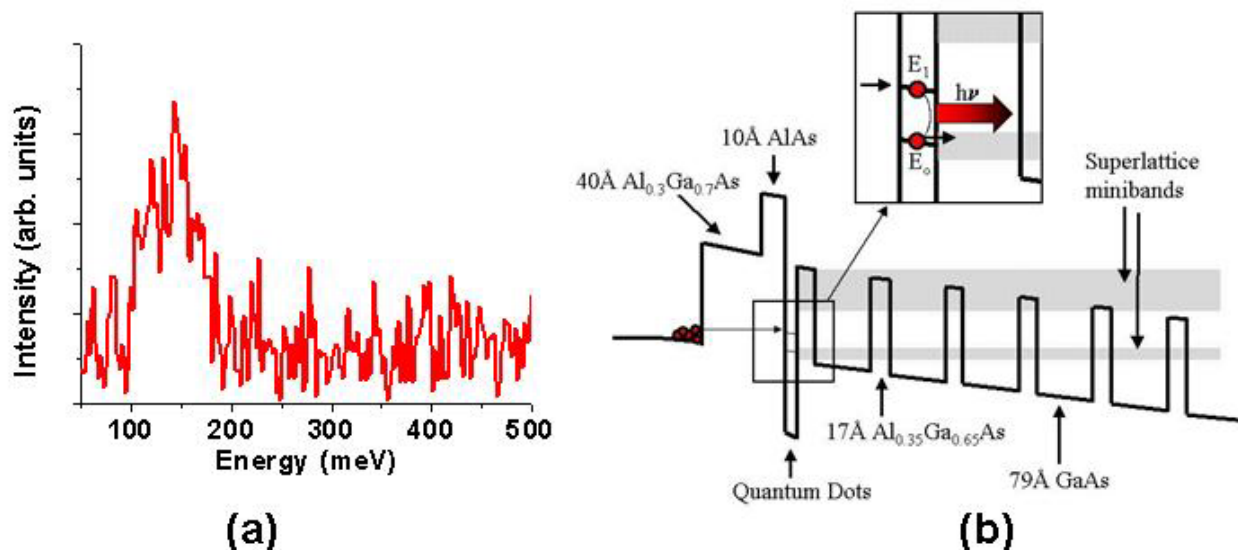 Intensity (arb. units)
100 200 300 400 500
Energy (meV)
(a)
E₁
hν
E₀
10Å AlAs
40Å Al₀.₃Ga₀.₇As
Superlattice
minibands
17Å Al₀.₃₅Ga₀.₆₅As
79Å GaAs
Quantum Dots
(b)